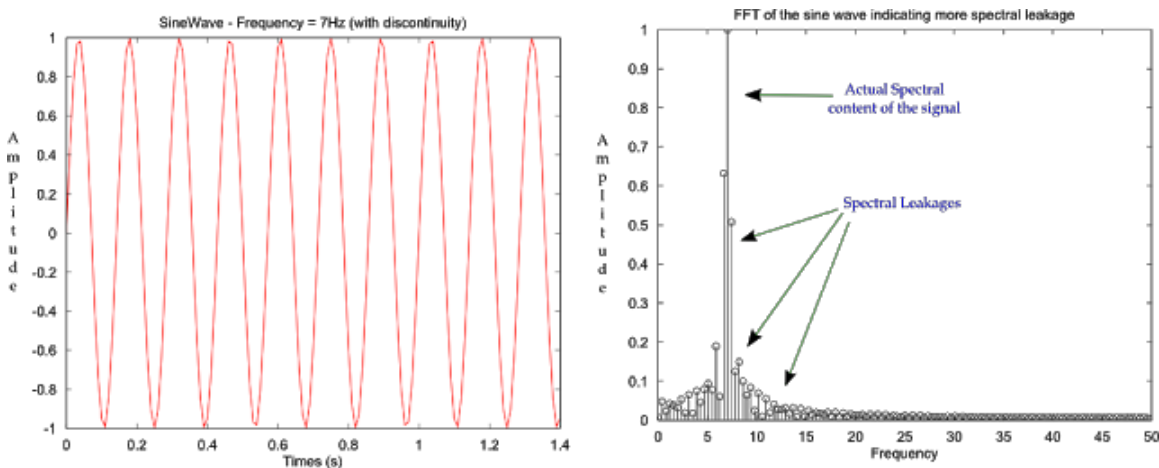 SineWave - Frequency = 7Hz (with discontinuity)
1
0.8
0.6
0.4
0.2
0
-0.2
-0.4
-0.6
-0.8
-1
Amplitude
0 0.2 0.4 0.6 0.8 1 1.2 1.4
Times (s)
FFT of the sine wave indicating more spectral leakage
1
0.9
0.8
0.7
0.6
0.5
0.4
0.3
0.2
0.1
0
Amplitude
Actual Spectral
content of the signal
Spectral Leakages
0 5 10 15 20 25 30 35 40 45 50
Frequency